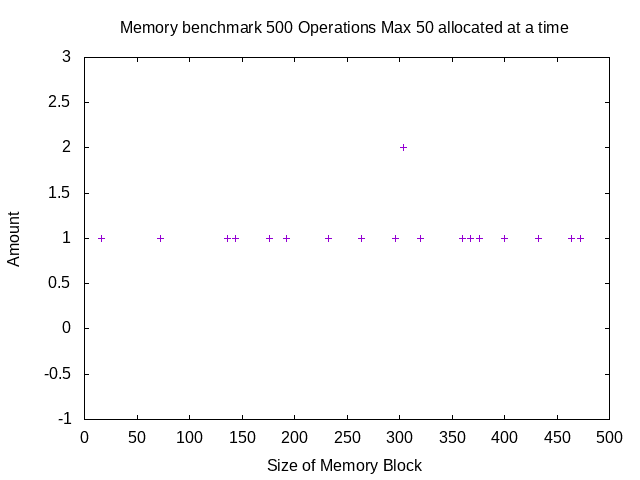 Memory benchmark 500 Operations Max 50 allocated at a time
3
2.5
2
1.5
1
0.5
0
-0.5
-1
Amount
0 50 100 150 200 250 300 350 400 450 500
Size of Memory Block